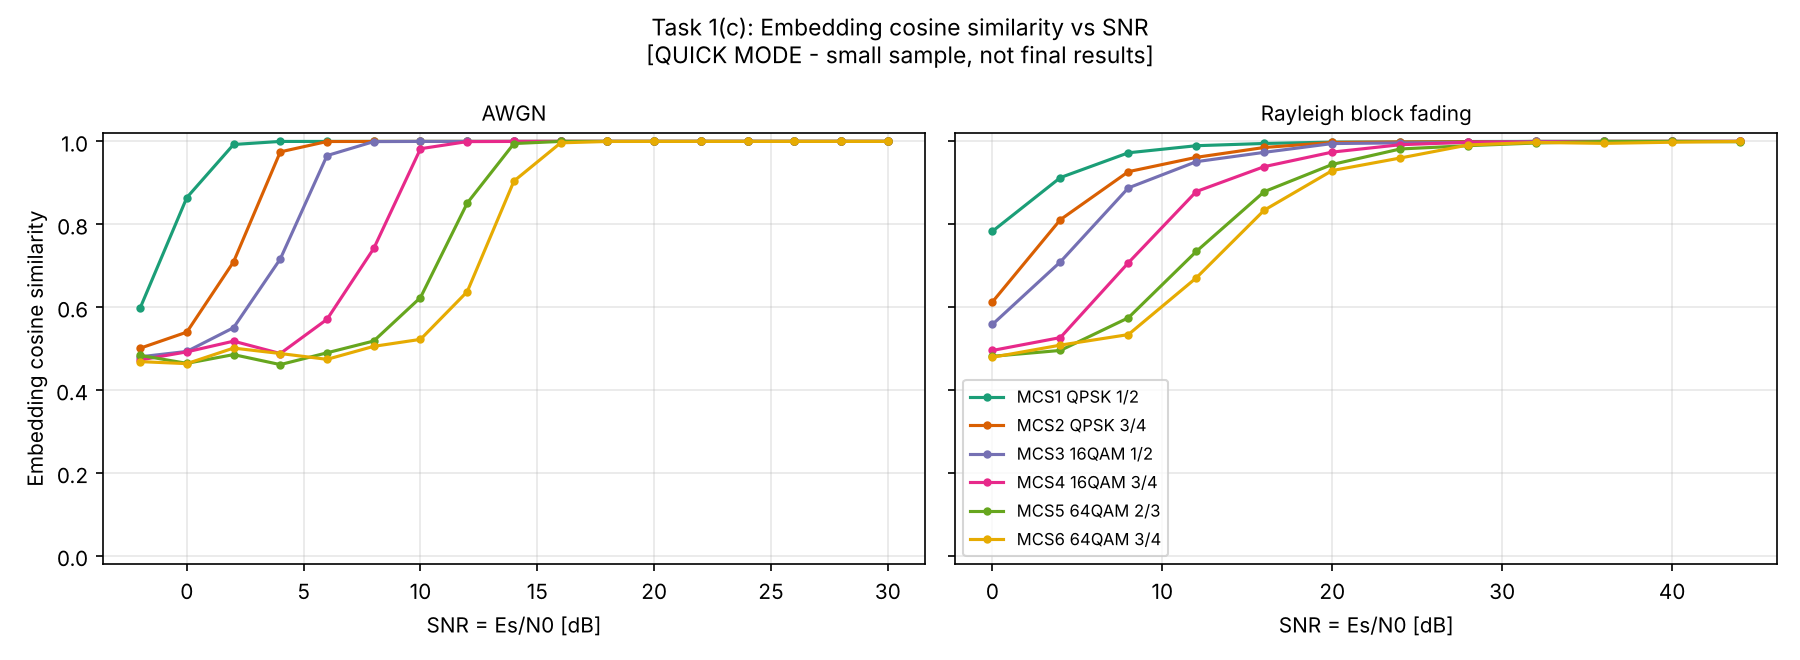 Task 1(c): Embedding cosine similarity vs SNR
[QUICK MODE - small sample, not final results]
AWGN
Rayleigh block fading
Embedding cosine similarity
1.0
0.8
0.6
0.4
0.2
0.0
0 5 10 15 20 25 30
SNR = Es/N0 [dB]
MCS1 QPSK 1/2
MCS2 QPSK 3/4
MCS3 16QAM 1/2
MCS4 16QAM 3/4
MCS5 64QAM 2/3
MCS6 64QAM 3/4
0 10 20 30 40
SNR = Es/N0 [dB]